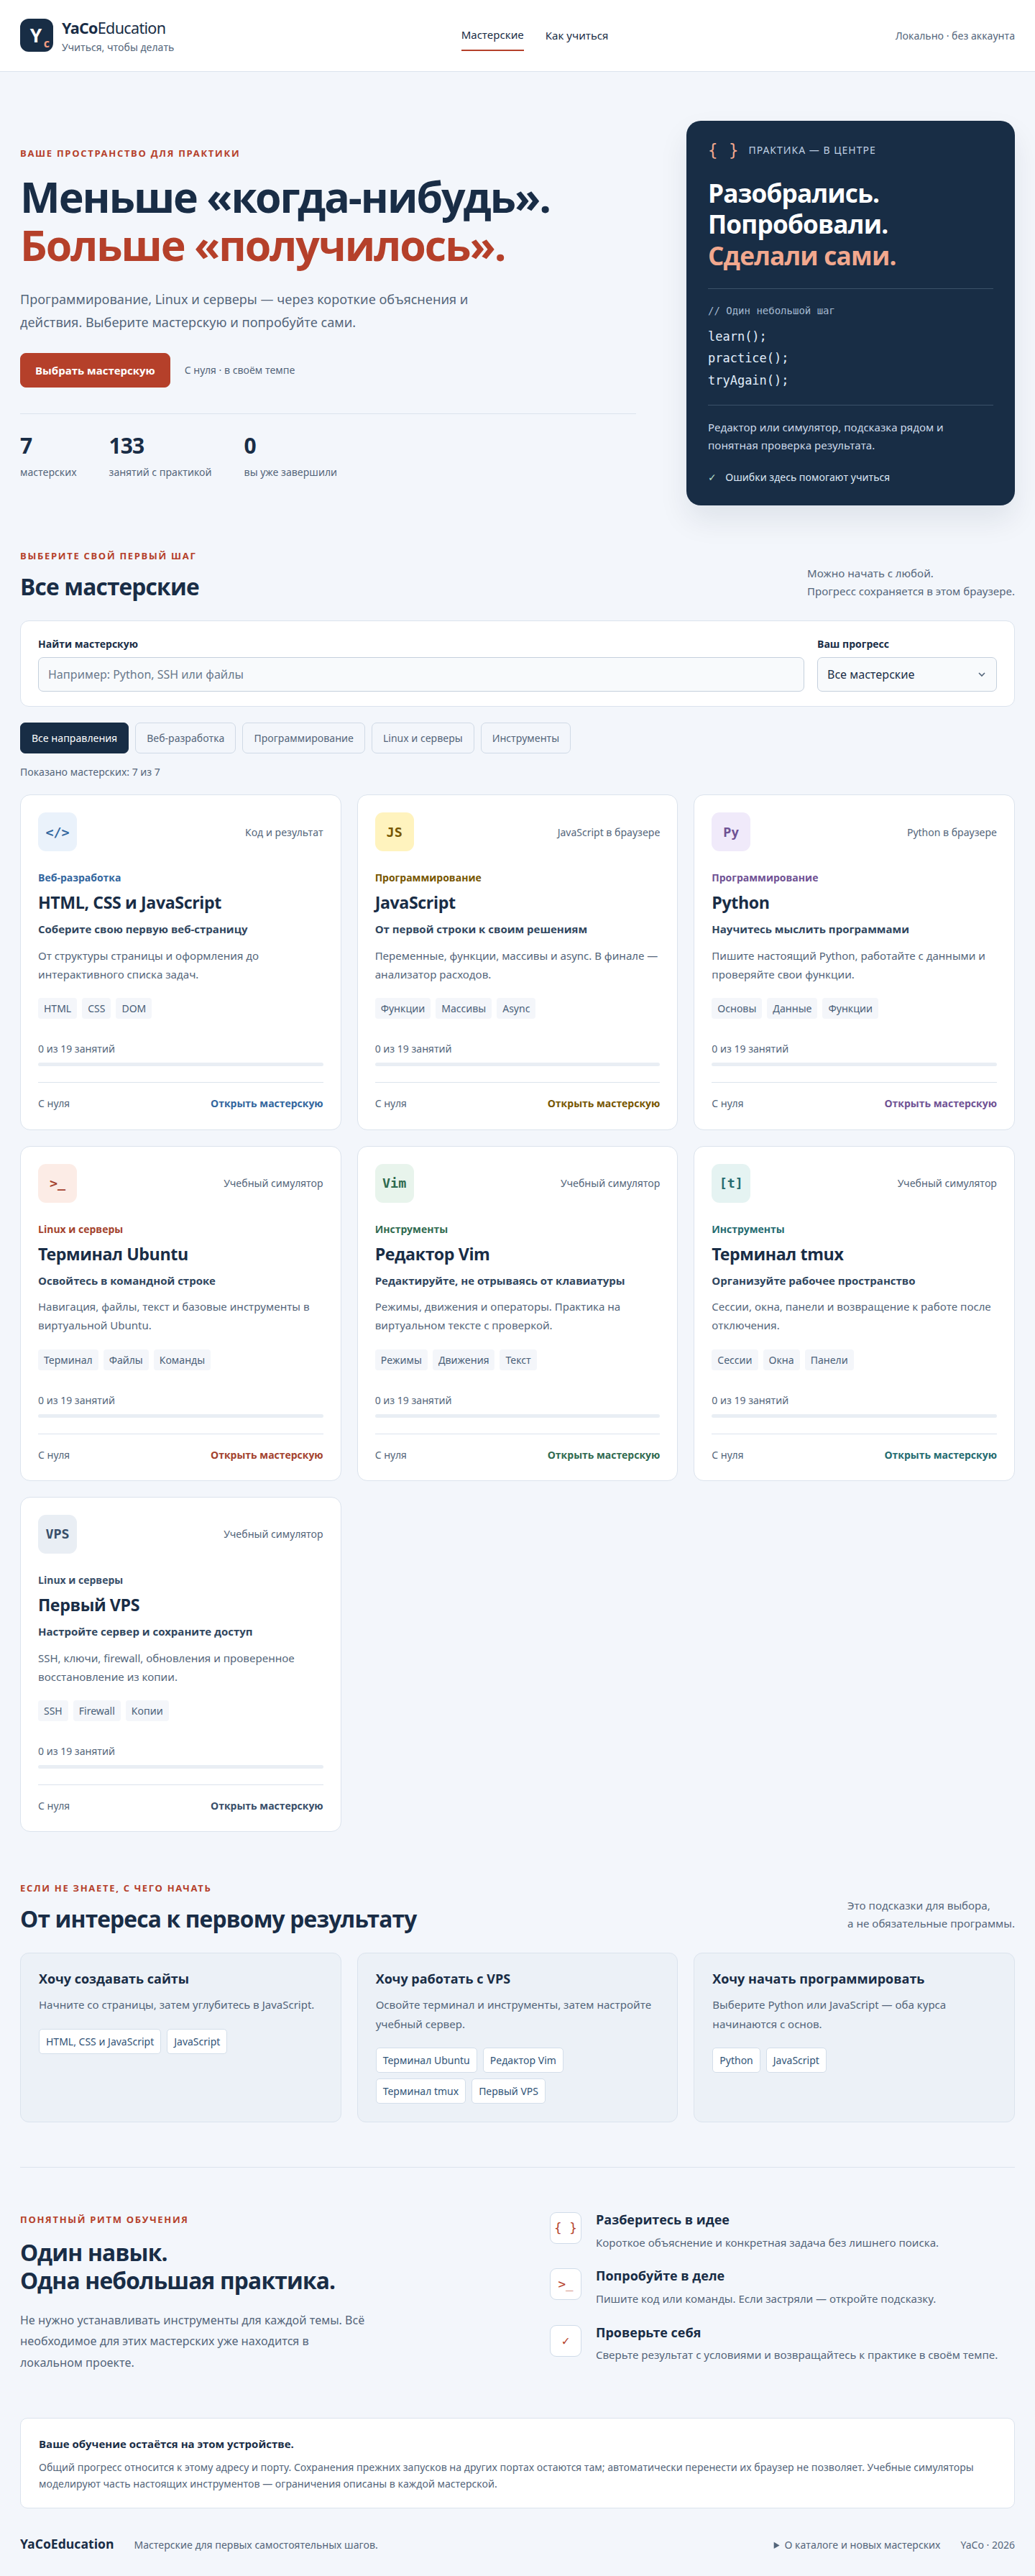 Yc
YaCoEducation
Учиться, чтобы делать
Мастерские
Как учиться
Локально · без аккаунта
ВАШЕ ПРОСТРАНСТВО ДЛЯ ПРАКТИКИ
Меньше «когда-нибудь».
Больше «получилось».
Программирование, Linux и серверы — через короткие объяснения и
действия. Выберите мастерскую и попробуйте сами.
Выбрать мастерскую
С нуля · в своём темпе
7
мастерских
133
занятий с практикой
0
вы уже завершили
{ } ПРАКТИКА — В ЦЕНТРЕ
Разобрались.
Попробовали.
Сделали сами.
// Один небольшой шаг
learn();
practice();
tryAgain();
Редактор или симулятор, подсказка рядом и
понятная проверка результата.
✓ Ошибки здесь помогают учиться
ВЫБЕРИТЕ СВОЙ ПЕРВЫЙ ШАГ
Все мастерские
Можно начать с любой.
Прогресс сохраняется в этом браузере.
Найти мастерскую
Например: Python, SSH или файлы
Ваш прогресс
Все мастерские
Все направления
Веб-разработка
Программирование
Linux и серверы
Инструменты
Показано мастерских: 7 из 7
</>
Код и результат
Веб-разработка
HTML, CSS и JavaScript
Соберите свою первую веб-страницу
От структуры страницы и оформления до
интерактивного списка задач.
HTML
CSS
DOM
0 из 19 занятий
С нуля
Открыть мастерскую
JS
JavaScript в браузере
Программирование
JavaScript
От первой строки к своим решениям
Переменные, функции, массивы и async. В финале —
анализатор расходов.
Функции
Массивы
Async
0 из 19 занятий
С нуля
Открыть мастерскую
Py
Python в браузере
Программирование
Python
Научитесь мыслить программами
Пишите настоящий Python, работайте с данными и
проверяйте свои функции.
Основы
Данные
Функции
0 из 19 занятий
С нуля
Открыть мастерскую
>_
Учебный симулятор
Linux и серверы
Терминал Ubuntu
Освойтесь в командной строке
Навигация, файлы, текст и базовые инструменты в
виртуальной Ubuntu.
Терминал
Файлы
Команды
0 из 19 занятий
С нуля
Открыть мастерскую
Vim
Учебный симулятор
Инструменты
Редактор Vim
Редактируйте, не отрываясь от клавиатуры
Режимы, движения и операторы. Практика на
виртуальном тексте с проверкой.
Режимы
Движения
Текст
0 из 19 занятий
С нуля
Открыть мастерскую
[t]
Учебный симулятор
Инструменты
Терминал tmux
Организуйте рабочее пространство
Сессии, окна, панели и возвращение к работе после
отключения.
Сессии
Окна
Панели
0 из 19 занятий
С нуля
Открыть мастерскую
VPS
Учебный симулятор
Linux и серверы
Первый VPS
Настройте сервер и сохраните доступ
SSH, ключи, firewall, обновления и проверенное
восстановление из копии.
SSH
Firewall
Копии
0 из 19 занятий
С нуля
Открыть мастерскую
ЕСЛИ НЕ ЗНАЕТЕ, С ЧЕГО НАЧАТЬ
От интереса к первому результату
Это подсказки для выбора,
а не обязательные программы.
Хочу создавать сайты
Начните со страницы, затем углубитесь в JavaScript.
HTML, CSS и JavaScript
JavaScript
Хочу работать с VPS
Освойте терминал и инструменты, затем настройте
учебный сервер.
Терминал Ubuntu
Редактор Vim
Терминал tmux
Первый VPS
Хочу начать программировать
Выберите Python или JavaScript — оба курса
начинаются с основ.
Python
JavaScript
ПОНЯТНЫЙ РИТМ ОБУЧЕНИЯ
Один навык.
Одна небольшая практика.
Не нужно устанавливать инструменты для каждой темы. Всё
необходимое для этих мастерских уже находится в
локальном проекте.
{ }
Разберитесь в идее
Короткое объяснение и конкретная задача без лишнего поиска.
>_
Попробуйте в деле
Пишите код или команды. Если застряли — откройте подсказку.
✓
Проверьте себя
Сверьте результат с условиями и возвращайтесь к практике в своём темпе.
Ваше обучение остаётся на этом устройстве.
Общий прогресс относится к этому адресу и порту. Сохранения прежних запусков на других портах остаются там; автоматически перенести их браузер не позволяет. Учебные симуляторы
моделируют часть настоящих инструментов — ограничения описаны в каждой мастерской.
YaCoEducation
Мастерские для первых самостоятельных шагов.
▶ О каталоге и новых мастерских
YaCo · 2026